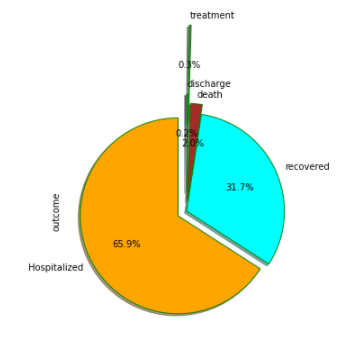 treatment
0.3%
discharge
death
0.2%
2.0%
recovered
31.7%
outcome
65.9%
Hospitalized